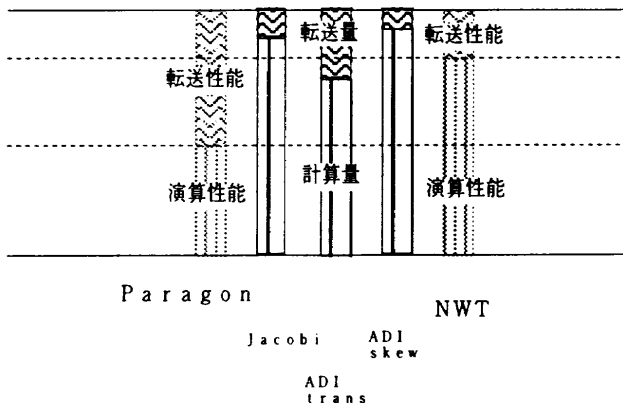 転送量
転送性能
転送性能
計算量
演算性能
演算性能
Paragon
NWT
Jacobi
ADI
skew
ADI
trans